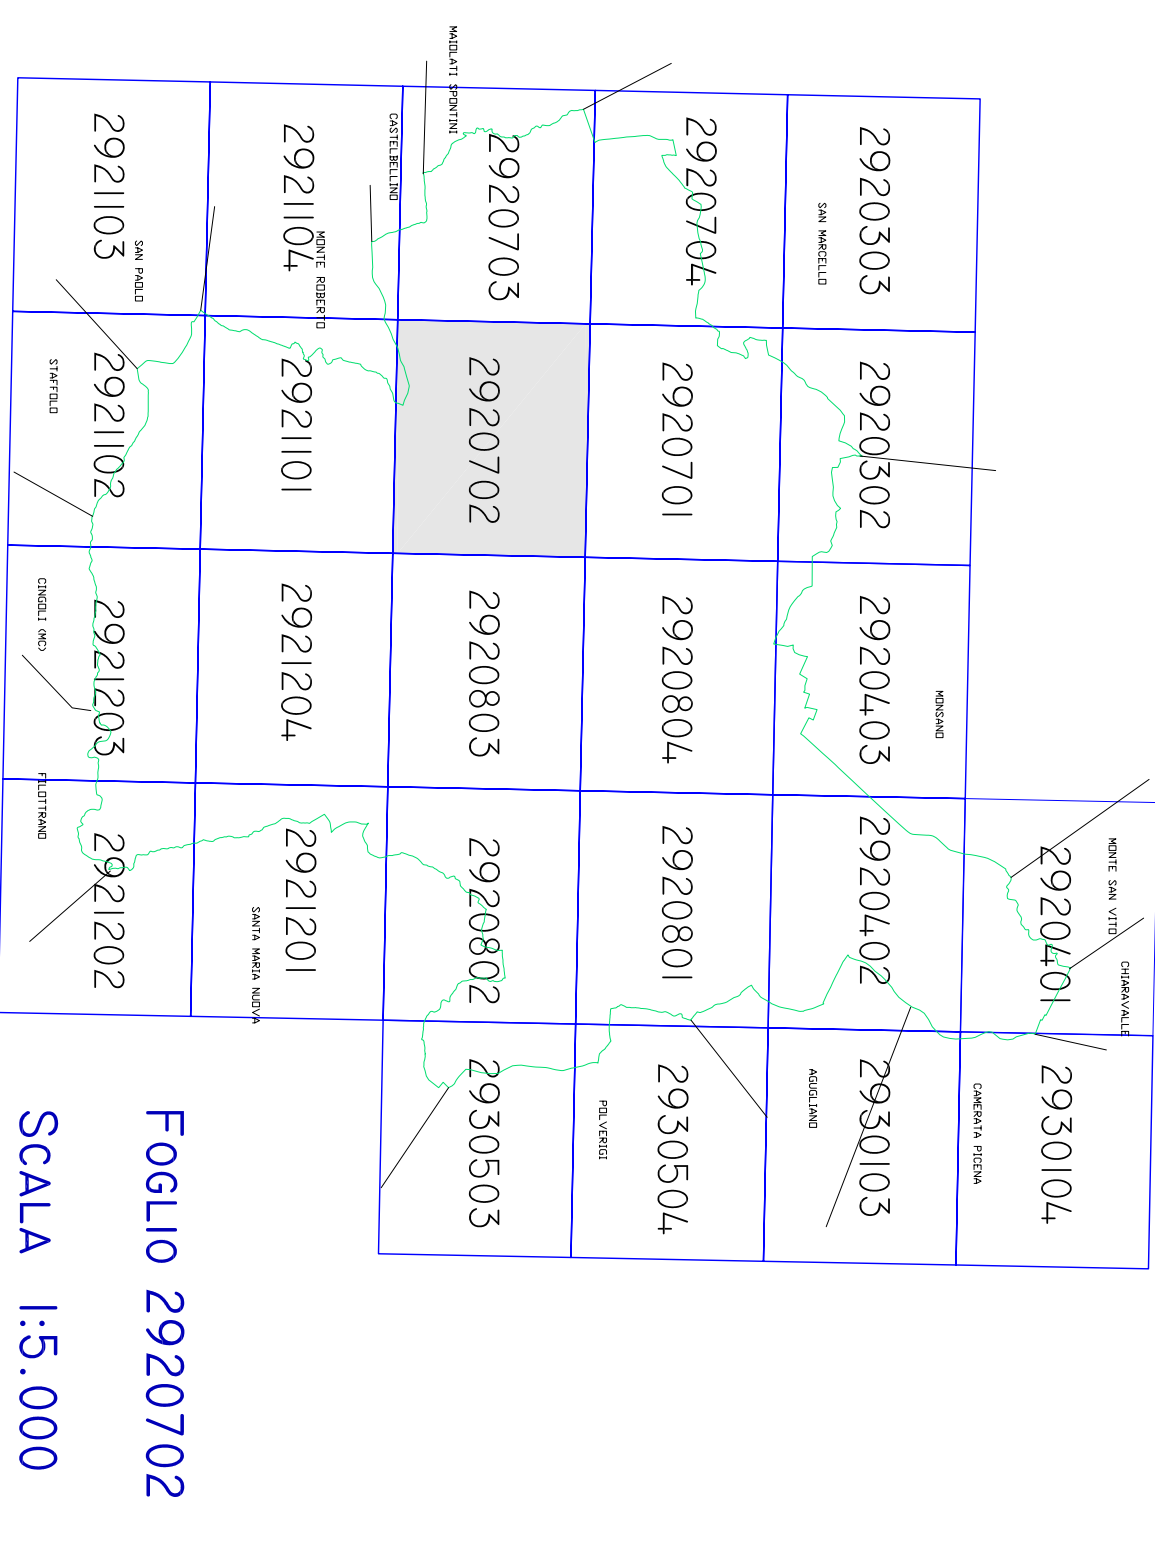 CHIARAVALLE
MONTE SAN VITO
2920401
2930104
CAMERATA PICENA
MONSANO
2920303
2920302
2920403
2920402
2930103
SAN MARCELLO
AGUGLIANO
2920704
2920701
2920804
2920801
2930504
POLVERIGI
2920703
2920702
2920803
2920802
2930503
MAIOLATI SPONTINI
CASTELBELLINO
MONTE ROBERTO
2921104
2921101
2921204
2921201
SANTA MARIA NUOVA
SAN PAOLO
2921103
2921102
2921203
2921202
STAFFOLO
CINGOLI (MC)
FILOTTRANO
FOGLIO 2920702
SCALA 1:5.000